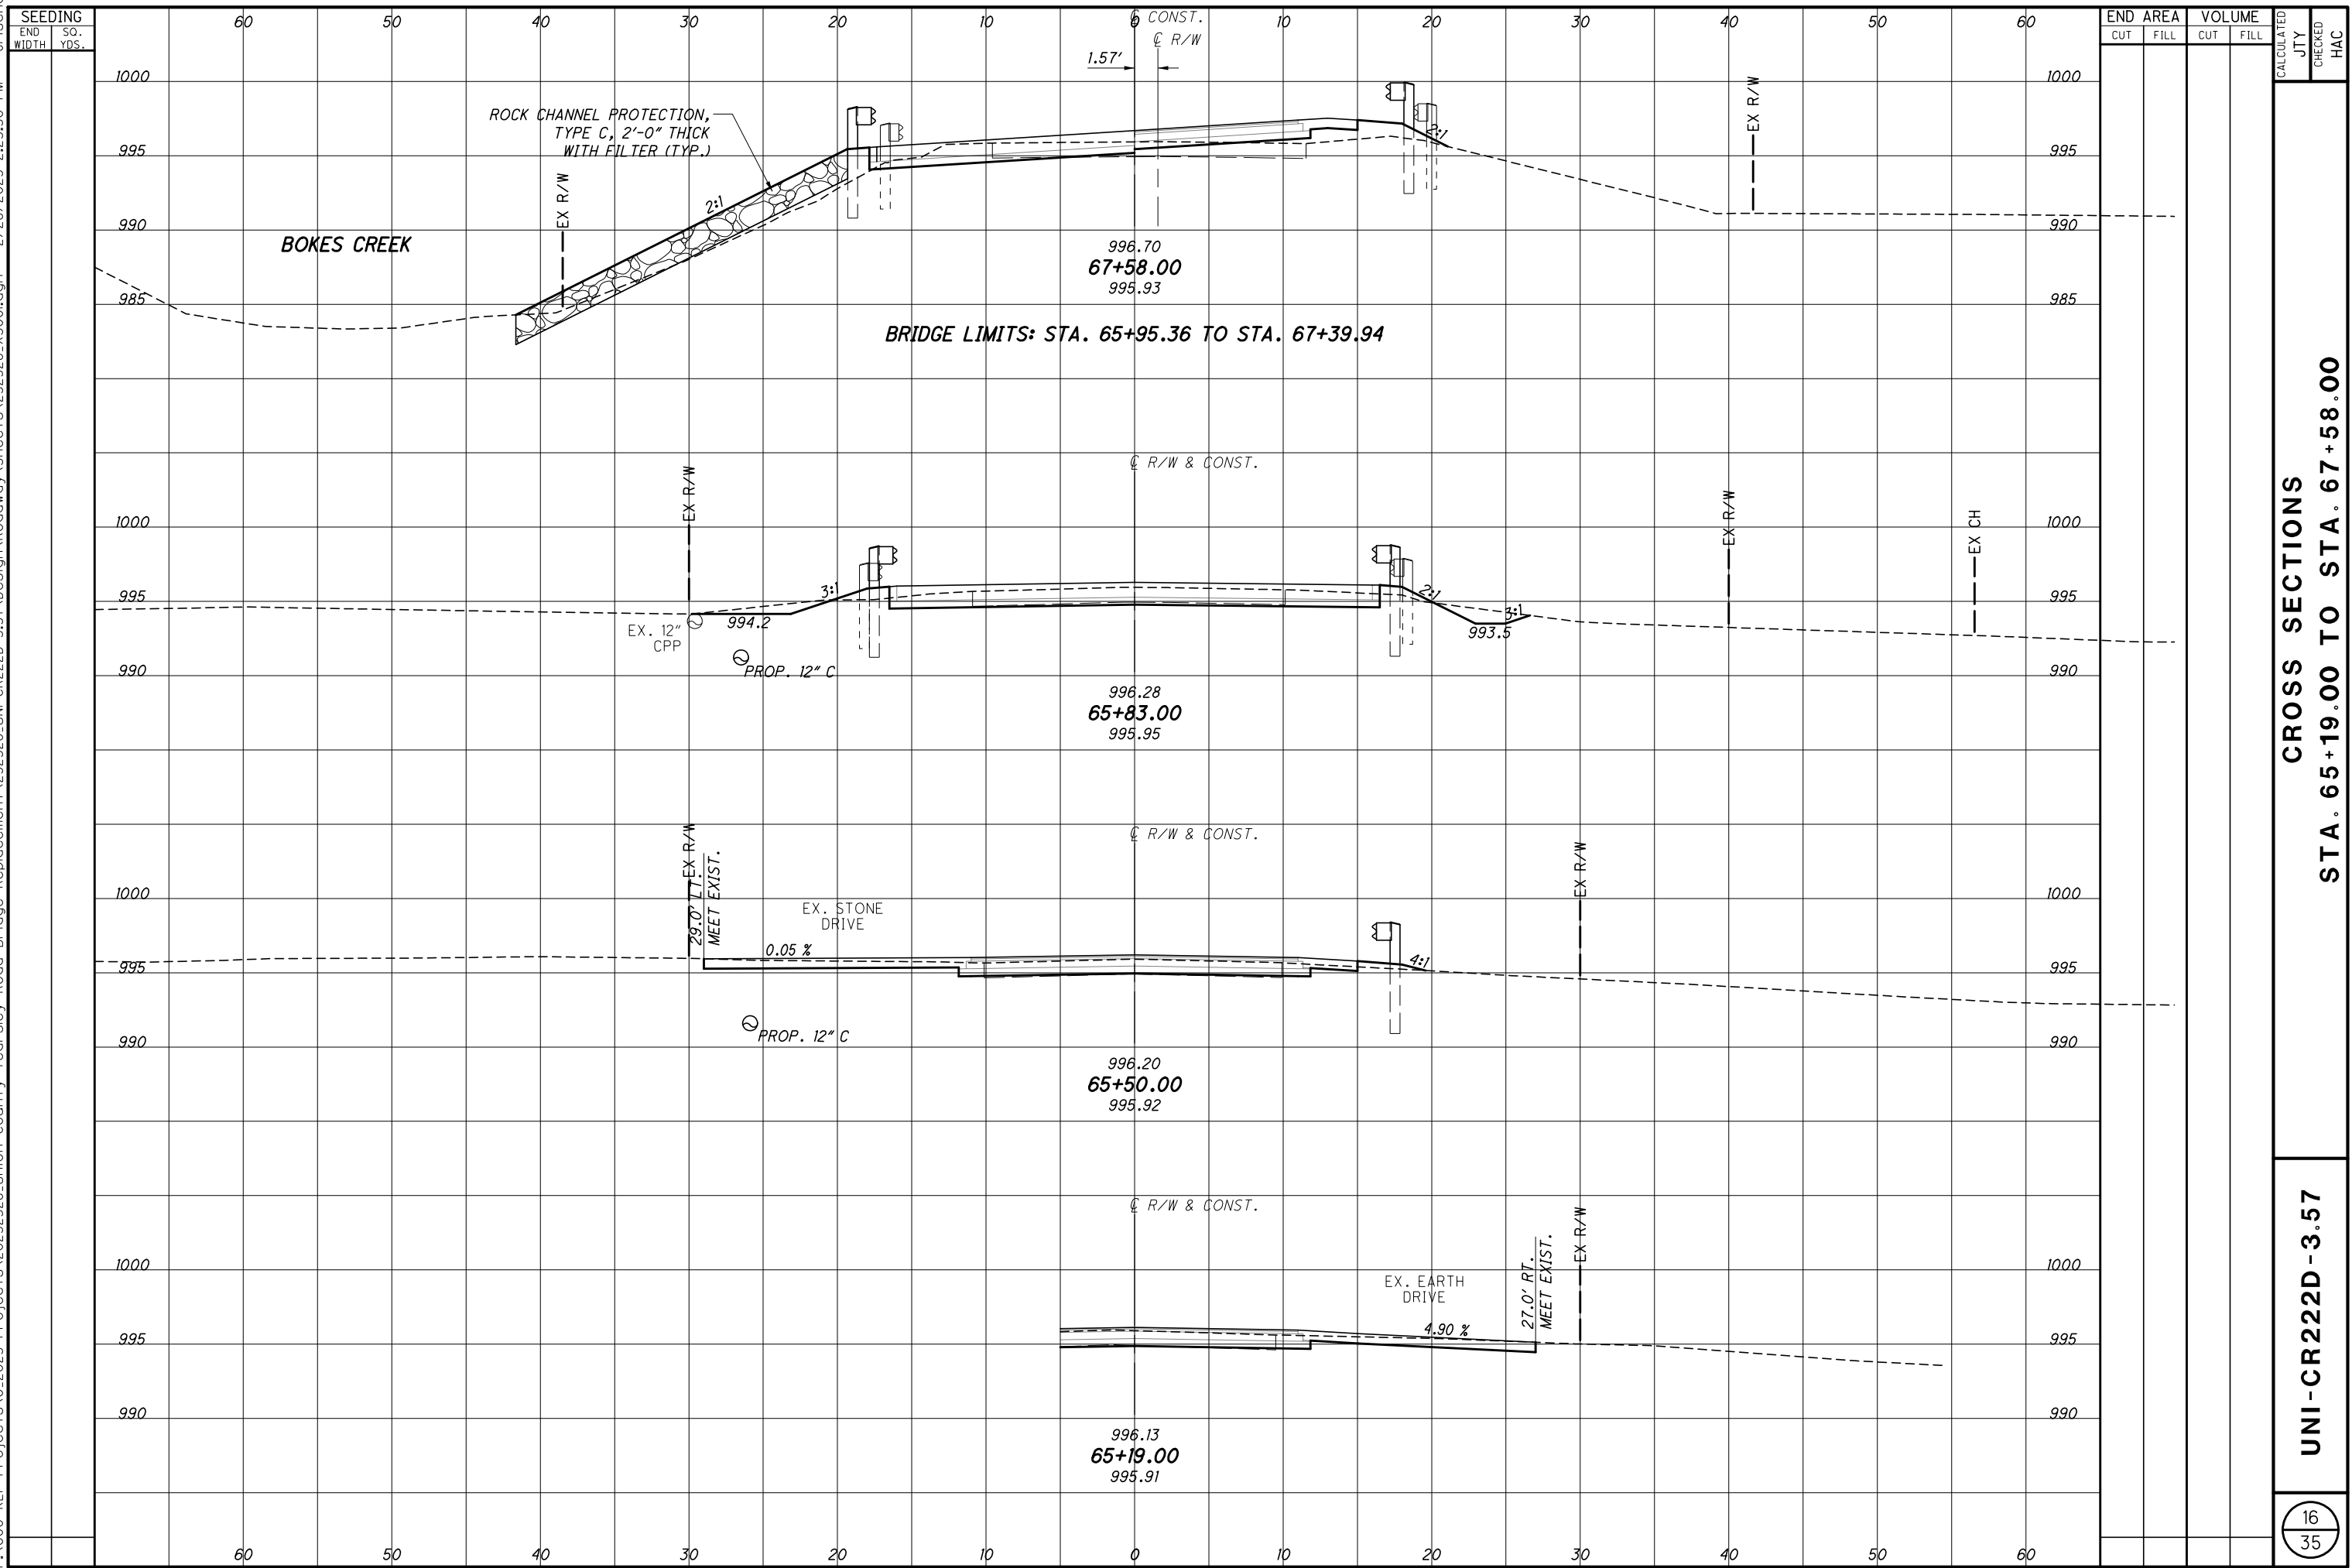 SEEDING
END WIDTH
SQ. YDS.
60 50 40 30 20 10 0 10 20 30 40 50 60
END AREA
VOLUME
CUT FILL CUT FILL
CALCULATED
JTY
CHECKED
HAC
℄ CONST.
℄ R/W
1.57'
1000 1000
ROCK CHANNEL PROTECTION,
TYPE C, 2'-0" THICK
WITH FILTER (TYP.)
EX R/W
EX R/W
2:1
2:1
995
990 990
985 985
BOKES CREEK
996.70
67+58.00
995.93
BRIDGE LIMITS: STA. 65+95.36 TO STA. 67+39.94
℄ R/W & CONST.
EX R/W
EX R/W
EX CH
1000 1000
995 995
990 990
3:1
2:1
3:1
994.2
993.5
EX. 12"
CPP
PROP. 12" C
996.28
65+83.00
995.95
℄ R/W & CONST.
EX R/W
29.0' LT.
MEET EXIST.
EX R/W
1000 1000
EX. STONE
DRIVE
0.05 %
4:1
995 995
990 990
PROP. 12" C
996.20
65+50.00
995.92
℄ R/W & CONST.
EX R/W
27.0' RT.
MEET EXIST.
1000 1000
EX. EARTH
DRIVE
4.90 %
995 995
990 990
996.13
65+19.00
995.91
60 50 40 30 20 10 0 10 20 30 40 50 60
CROSS SECTIONS
STA. 65+19.00 TO STA. 67+58.00
UNI-CR222D-3.57
16
35